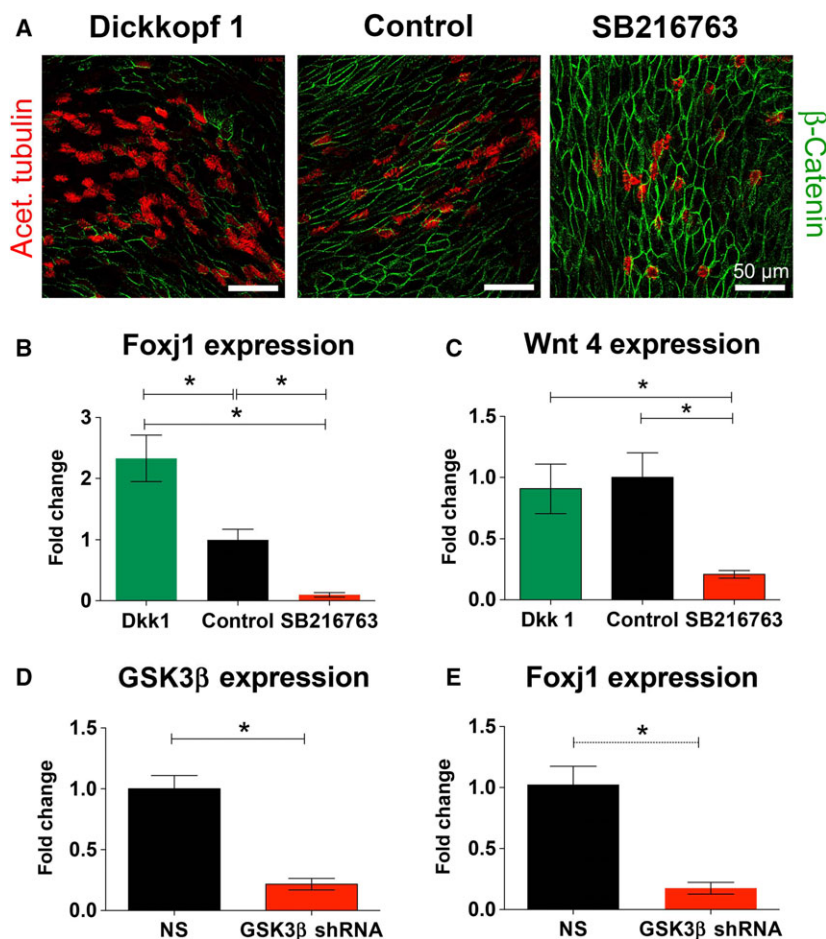 A
Dickkopf 1
Control
SB216763
Acet. tubulin
β-Catenin
50 µm
B
Foxj1 expression
Fold change
3
2
1
0
*
*
*
Dkk1
Control
SB216763
C
Wnt 4 expression
Fold change
1.5
1.0
0.5
0.0
*
*
Dkk 1
Control
SB216763
D
GSK3β expression
Fold change
1.5
1.0
0.5
0.0
*
NS
GSK3β shRNA
E
Foxj1 expression
Fold change
1.5
1.0
0.5
0.0
*
NS
GSK3β shRNA